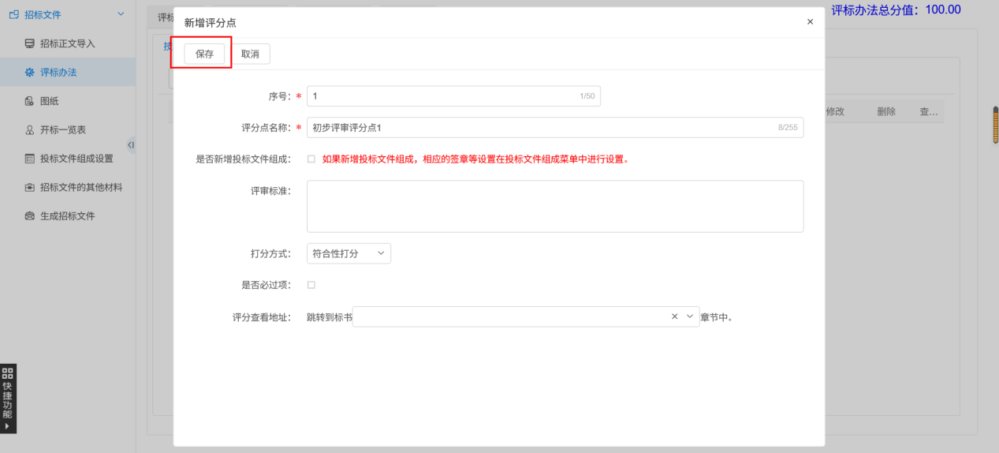 招标文件
招标正文导入
评标办法
图纸
开标一览表
投标文件组成设置
招标文件的其他材料
生成招标文件
快捷功能
评标
评标办法总分值：100.00
技
修改 删除 查...
新增评分点
保存 取消
序号：* 1 1/50
评分点名称：* 初步评审评分点1 8/255
是否新增投标文件组成： 如果新增投标文件组成，相应的签章等设置在投标文件组成菜单中进行设置。
评审标准：
打分方式： 符合性打分
是否必过项：
评分查看地址： 跳转到标书 章节中。